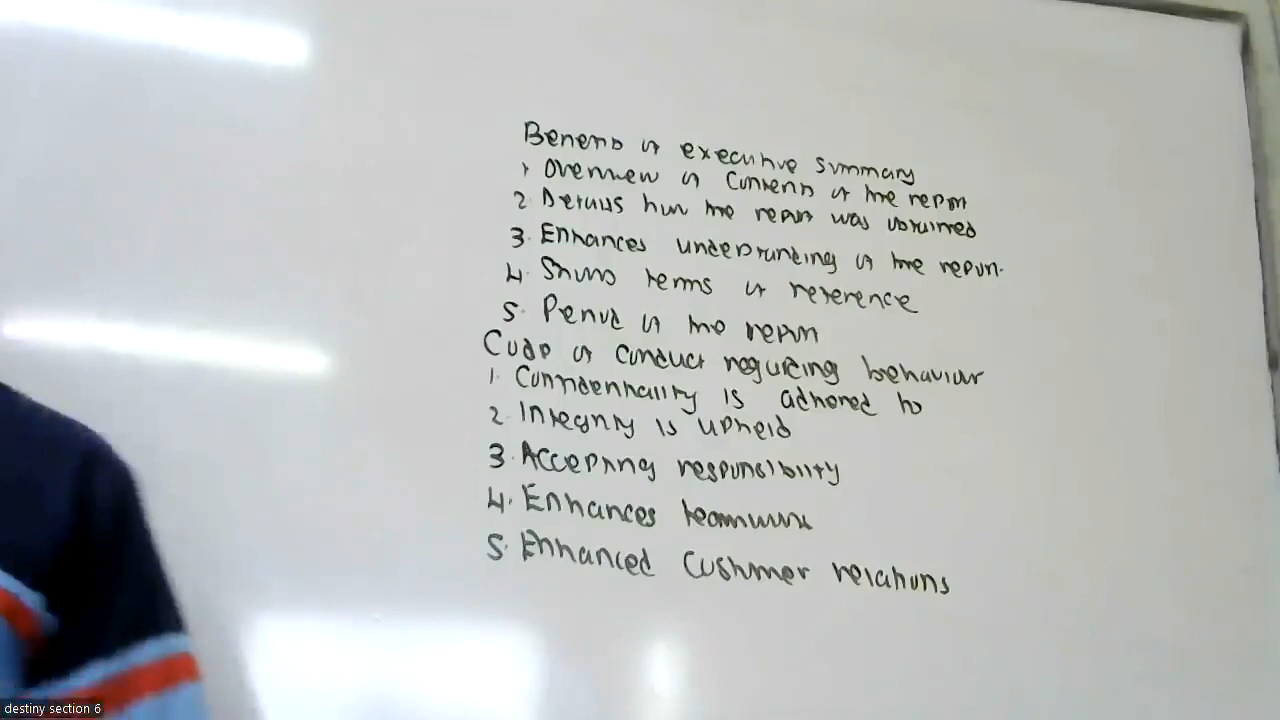 Benefits of executive summary
1 Overview of contents of the report
2. Details how the report was obtained
3. Enhances understanding of the report.
4. Shows terms of reference
5. Period of the report
Code of conduct regulating behaviour
1. Confidentiality is adhered to
2. Integrity is upheld
3. Accepting responsibility
4. Enhances teamwork
5. Enhanced customer relations
destiny section 6